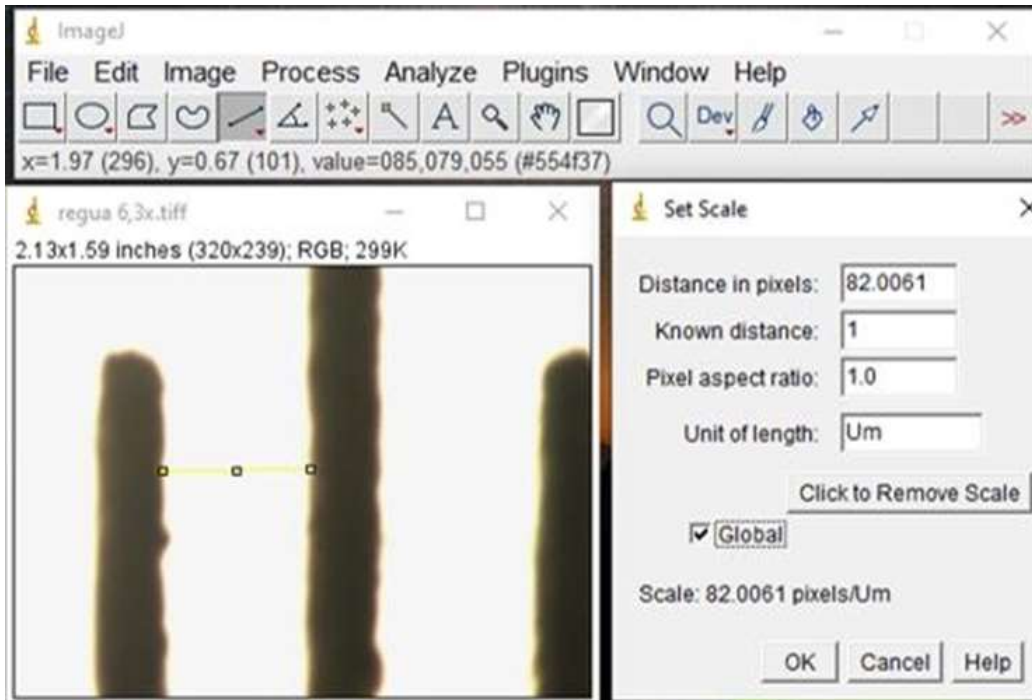 ImageJ
File Edit Image Process Analyze Plugins Window Help
A Dev >>
x=1.97 (296), y=0.67 (101), value=085,079,055 (#554f37)
regua 6,3x.tiff
2.13x1.59 inches (320x239); RGB; 299K
Set Scale
Distance in pixels: 82.0061
Known distance: 1
Pixel aspect ratio: 1.0
Unit of length: Um
Click to Remove Scale
Global
Scale: 82.0061 pixels/Um
OK Cancel Help